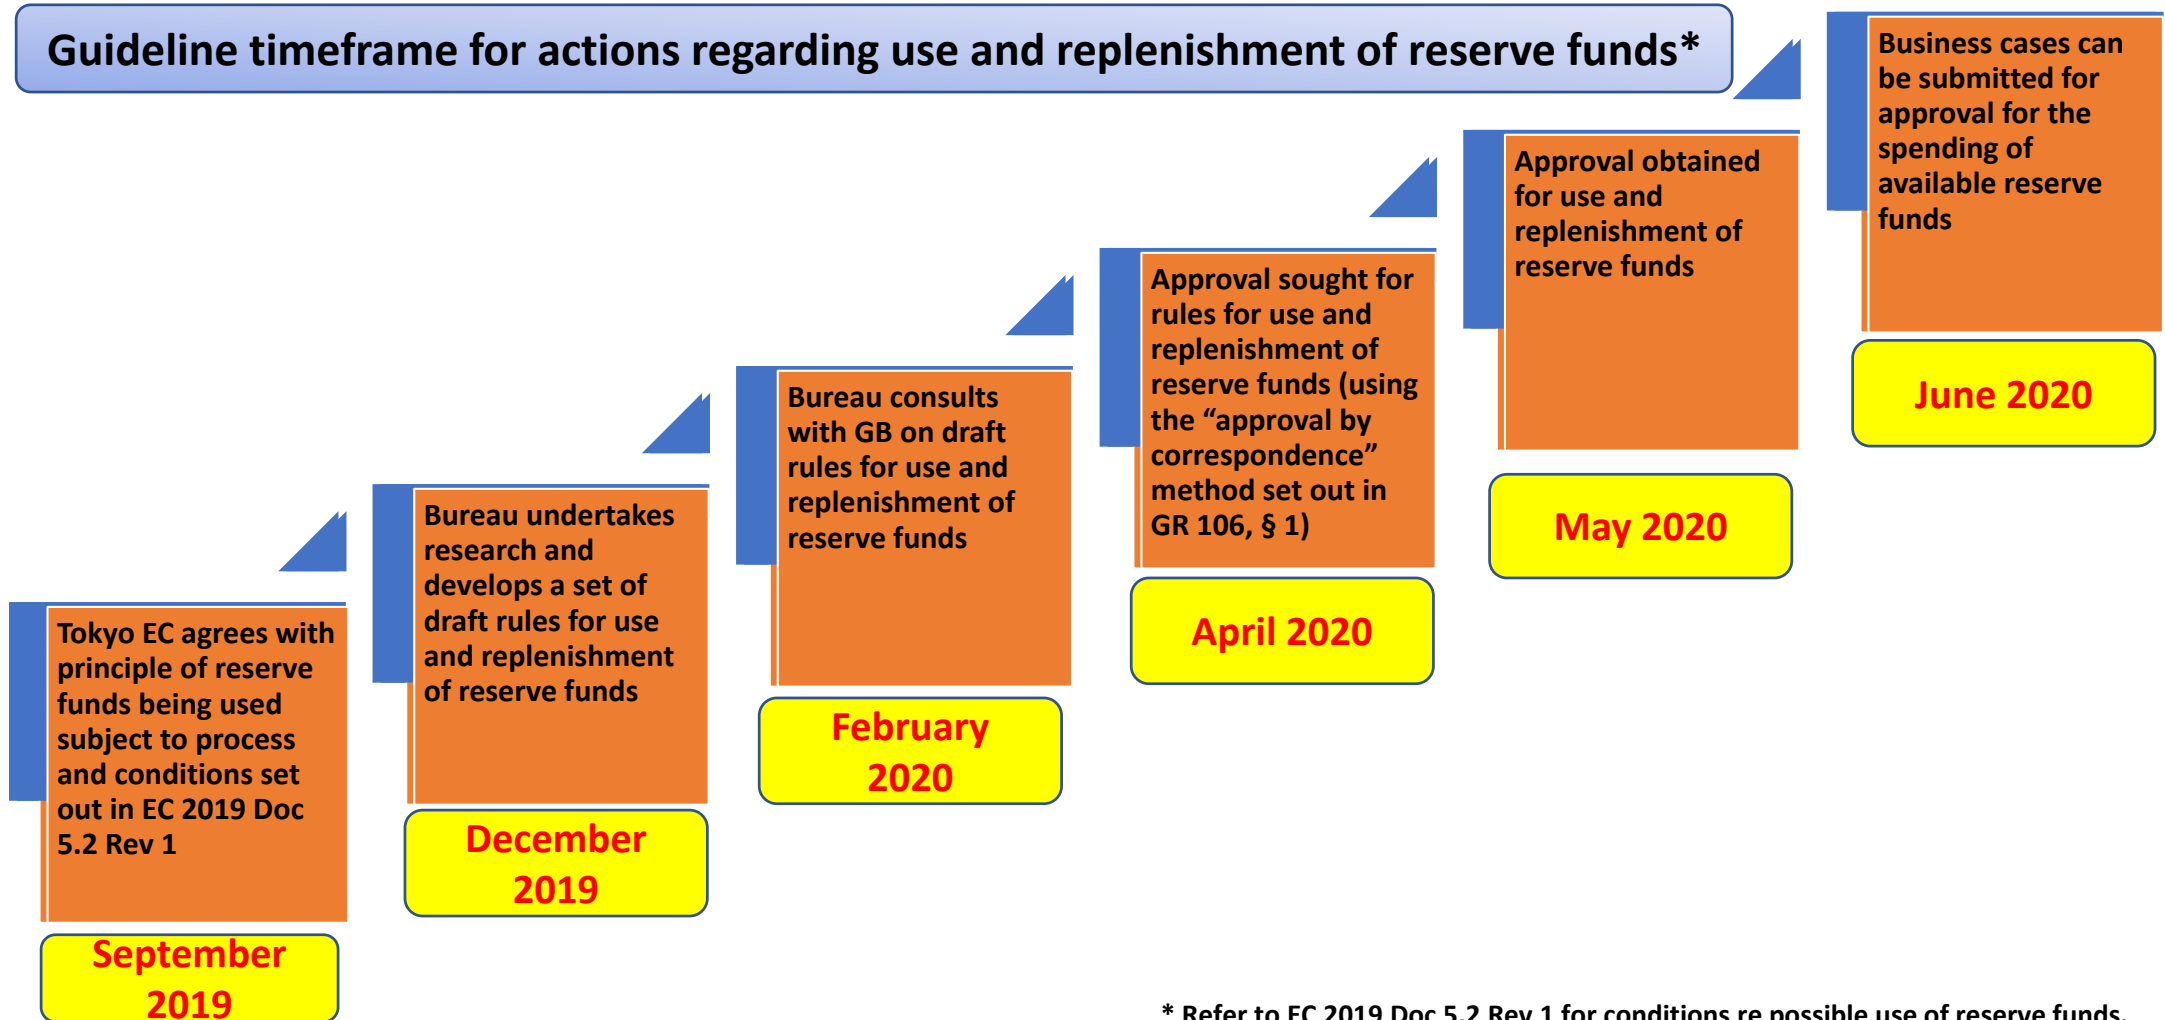 Guideline timeframe for actions regarding use and replenishment of reserve funds*
Tokyo EC agrees with
principle of reserve
funds being used
subject to process
and conditions set
out in EC 2019 Doc
5.2 Rev 1
September
2019
Bureau undertakes
research and
develops a set of
draft rules for use
and replenishment
of reserve funds
December
2019
Bureau consults
with GB on draft
rules for use and
replenishment of
reserve funds
February
2020
Approval sought for
rules for use and
replenishment of
reserve funds (using
the “approval by
correspondence”
method set out in
GR 106, § 1)
April 2020
Approval obtained
for use and
replenishment of
reserve funds
May 2020
Business cases can
be submitted for
approval for the
spending of
available reserve
funds
June 2020
* Refer to EC 2019 Doc 5.2 Rev 1 for conditions re possible use of reserve funds.